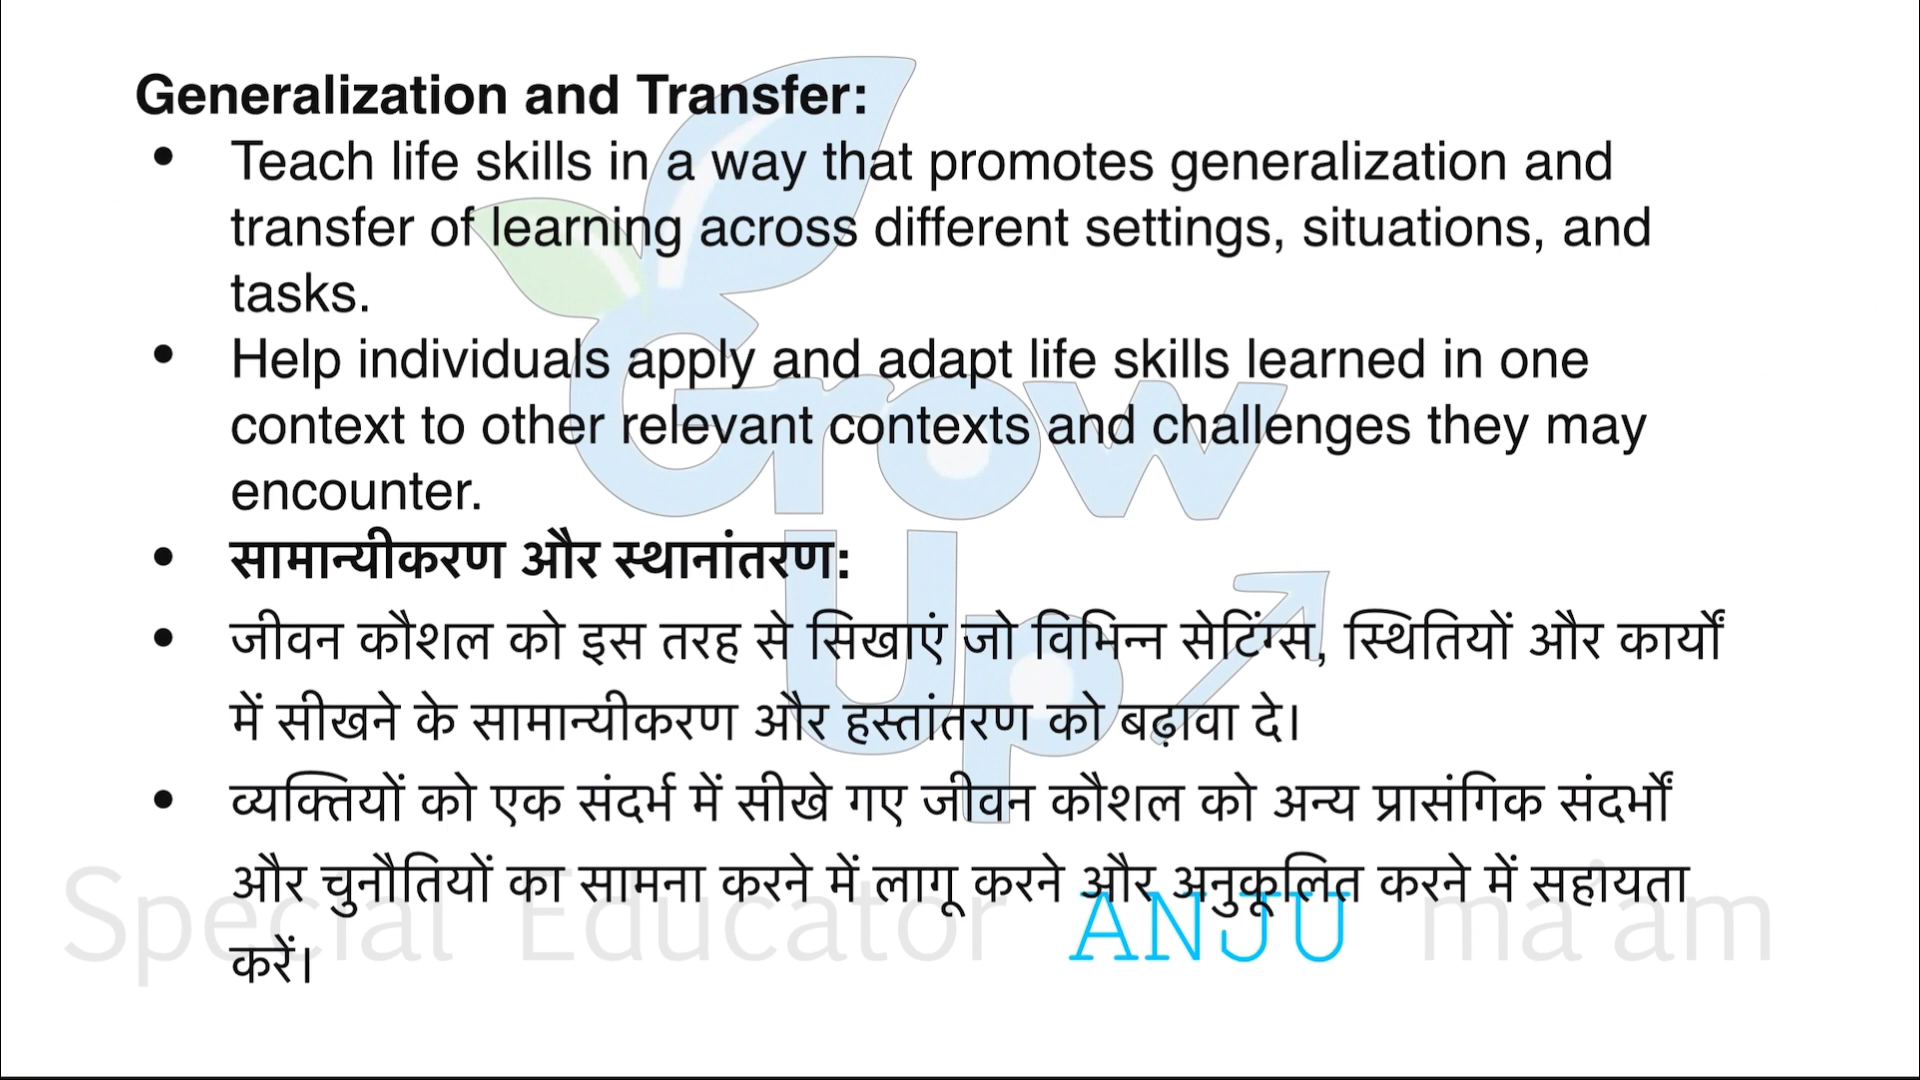 Generalization and Transfer:
• Teach life skills in a way that promotes generalization and
transfer of learning across different settings, situations, and
tasks.
• Help individuals apply and adapt life skills learned in one
context to other relevant contexts and challenges they may
encounter.
• सामान्यीकरण और स्थानांतरण:
• जीवन कौशल को इस तरह से सिखाएं जो विभिन्न सेटिंग्स, स्थितियों और कार्यों
में सीखने के सामान्यीकरण और हस्तांतरण को बढ़ावा दे।
• व्यक्तियों को एक संदर्भ में सीखे गए जीवन कौशल को अन्य प्रासंगिक संदर्भों
और चुनौतियों का सामना करने में लागू करने और अनुकूलित करने में सहायता
करें।
Grow
Up
Special Educator ANJU ma'am